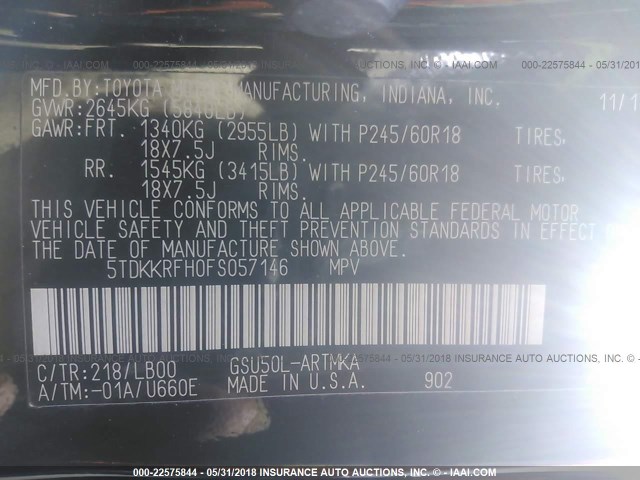 000-22575844 - 05/31/2018 INSURANCE AUTO AUCTIONS - © - IAAI.COM
MFD.BY:TOYOTA MANUFACTURING, INDIANA, INC. 11/1
GVWR:2645KG (5840LB)
GAWR:FRT. 1340KG (2955LB) WITH P245/60R18 TIRES,
18X7.5J RIMS.
RR. 1545KG (3415LB) WITH P245/60R18 TIRES,
18X7.5J RIMS.
THIS VEHICLE CONFORMS TO ALL APPLICABLE FEDERAL MOTOR
VEHICLE SAFETY AND THEFT PREVENTION STANDARDS IN EFFECT
THE DATE OF MANUFACTURE SHOWN ABOVE.
5TDKKRFH0FS057146 MPV
C/TR:218/LB00 GSU50L-ARTMKA
A/TM:-01A/U660E MADE IN U.S.A. 902
000-22575844 - 05/31/2018 INSURANCE AUTO AUCTIONS - © - IAAI.COM